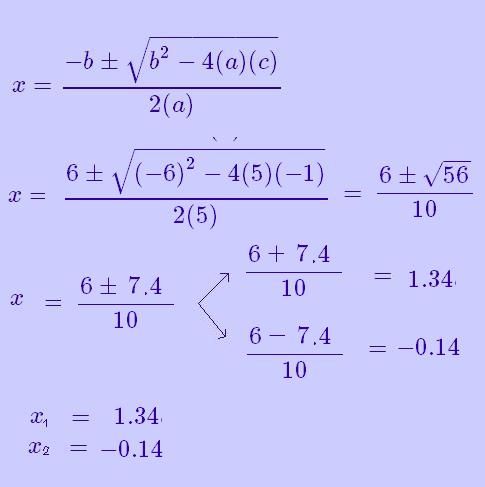 x = (-b ± √(b² - 4(a)(c))) / 2(a)
x = (6 ± √((-6)² - 4(5)(-1))) / 2(5) = (6 ± √56) / 10
x = (6 ± 7.4) / 10
(6 + 7.4) / 10 = 1.34
(6 - 7.4) / 10 = -0.14
x₁ = 1.34
x₂ = -0.14